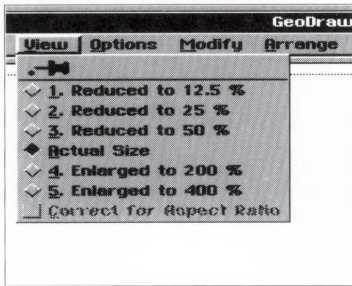 GeoDraw
View Options Modify Arrange
1. Reduced to 12.5 %
2. Reduced to 25 %
3. Reduced to 50 %
Actual Size
4. Enlarged to 200 %
5. Enlarged to 400 %
Correct for Aspect Ratio